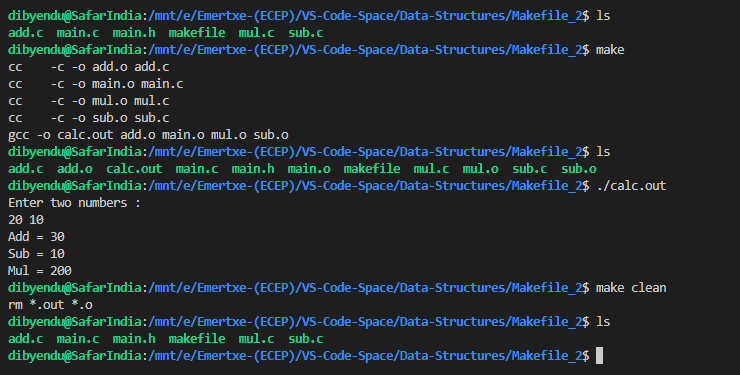 dibyendu@SafarIndia:/mnt/e/Emertxe-(ECEP)/VS-Code-Space/Data-Structures/Makefile_2$ ls
add.c  main.c  main.h  makefile  mul.c  sub.c
dibyendu@SafarIndia:/mnt/e/Emertxe-(ECEP)/VS-Code-Space/Data-Structures/Makefile_2$ make
cc    -c -o add.o add.c
cc    -c -o main.o main.c
cc    -c -o mul.o mul.c
cc    -c -o sub.o sub.c
gcc -o calc.out add.o main.o mul.o sub.o
dibyendu@SafarIndia:/mnt/e/Emertxe-(ECEP)/VS-Code-Space/Data-Structures/Makefile_2$ ls
add.c  add.o  calc.out  main.c  main.h  main.o  makefile  mul.c  mul.o  sub.c  sub.o
dibyendu@SafarIndia:/mnt/e/Emertxe-(ECEP)/VS-Code-Space/Data-Structures/Makefile_2$ ./calc.out
Enter two numbers :
20 10
Add = 30
Sub = 10
Mul = 200
dibyendu@SafarIndia:/mnt/e/Emertxe-(ECEP)/VS-Code-Space/Data-Structures/Makefile_2$ make clean
rm *.out *.o
dibyendu@SafarIndia:/mnt/e/Emertxe-(ECEP)/VS-Code-Space/Data-Structures/Makefile_2$ ls
add.c  main.c  main.h  makefile  mul.c  sub.c
dibyendu@SafarIndia:/mnt/e/Emertxe-(ECEP)/VS-Code-Space/Data-Structures/Makefile_2$